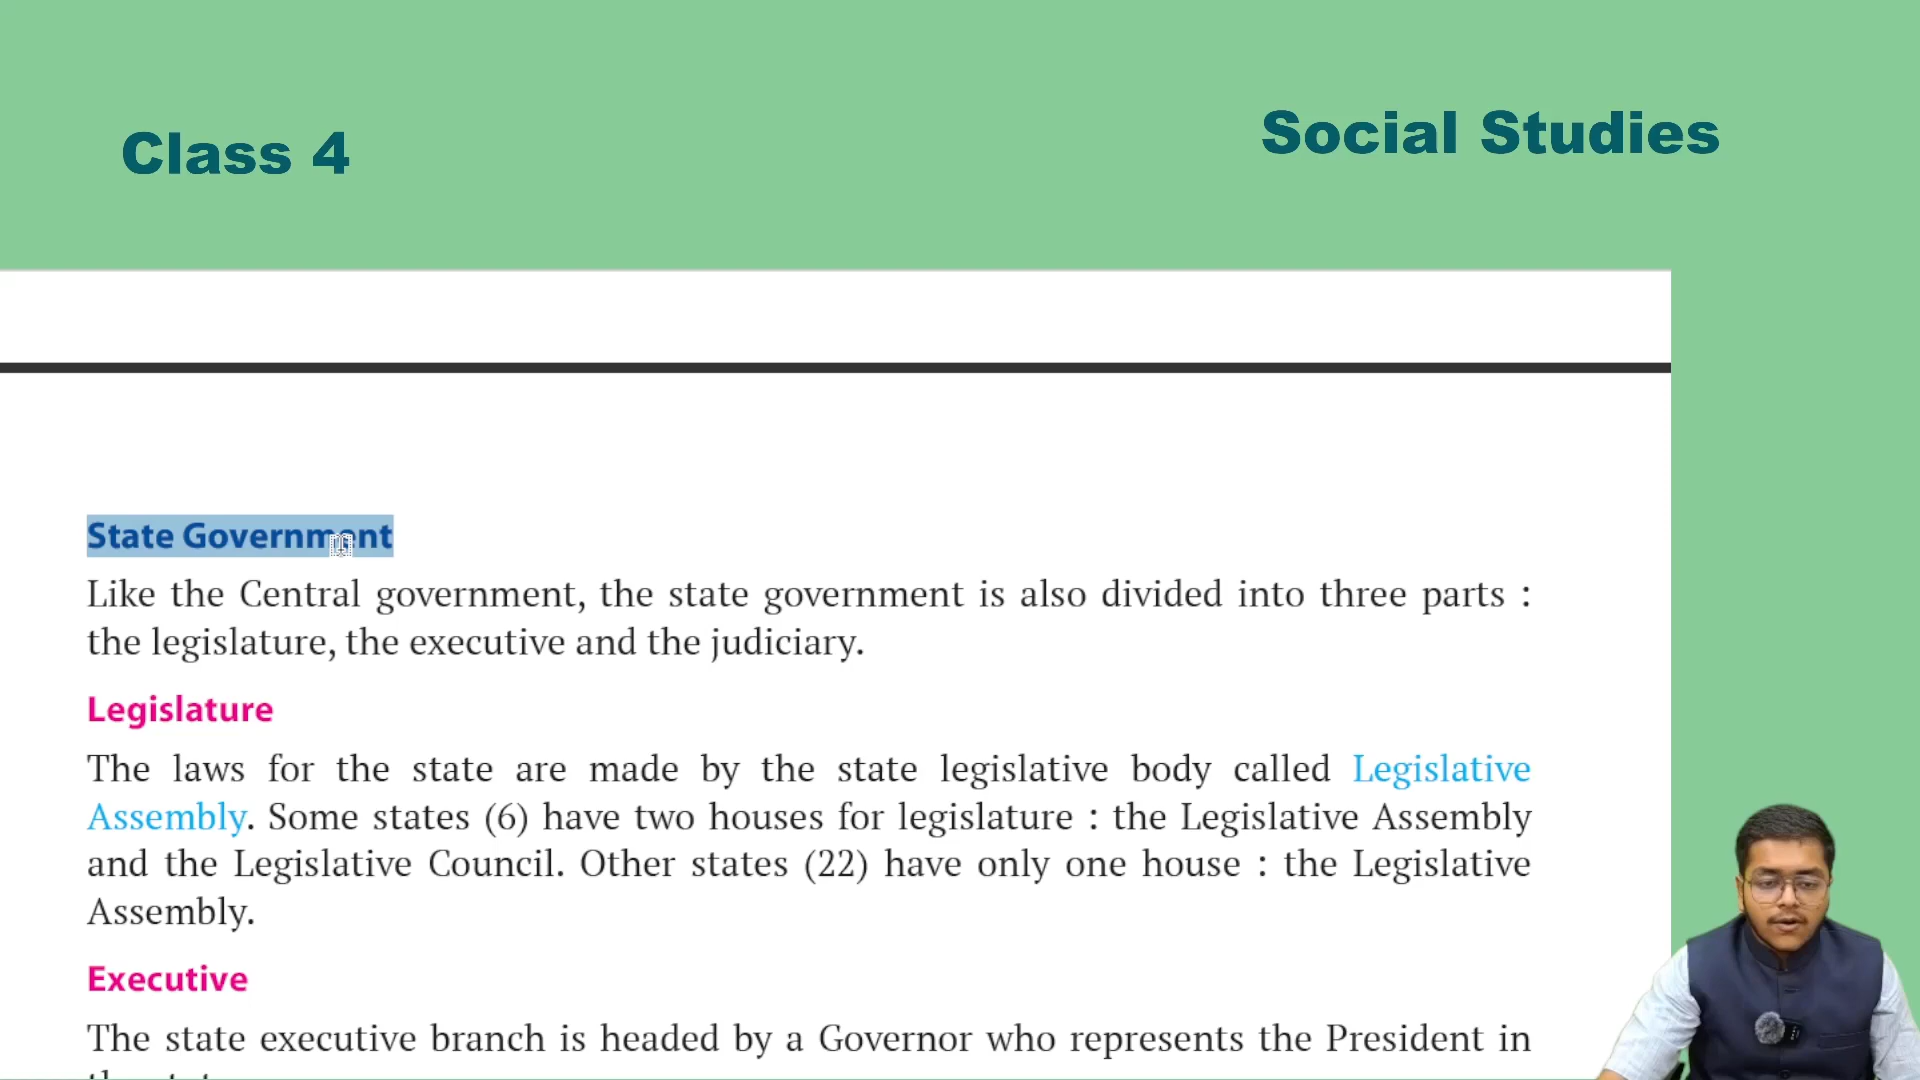 Class 4
Social Studies
State Government
Like the Central government, the state government is also divided into three parts :
the legislature, the executive and the judiciary.
Legislature
The laws for the state are made by the state legislative body called Legislative
Assembly. Some states (6) have two houses for legislature : the Legislative Assembly
and the Legislative Council. Other states (22) have only one house : the Legislative
Assembly.
Executive
The state executive branch is headed by a Governor who represents the President in